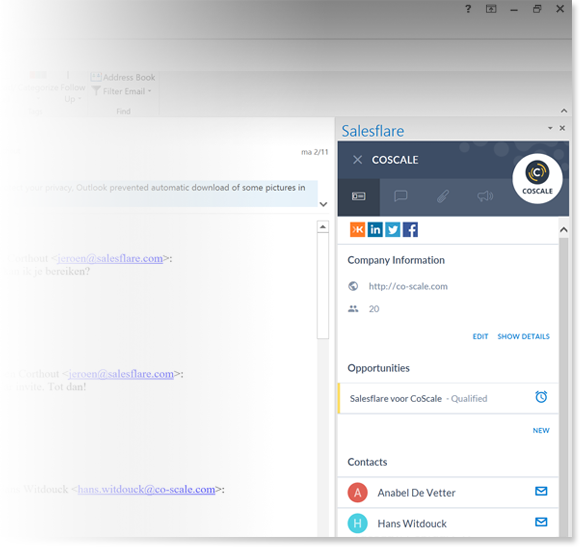 Follow
Up
Address Book
Filter Email
Find
Salesflare
ma 2/11
COSCALE
C
COSCALE
privacy, Outlook prevented automatic download of some pictures in
in
f
<jeroen@salesflare.com>:
je bereiken?
Company Information
http://co-scale.com
20
EDIT SHOW DETAILS
Opportunities
Corthout <jeroen@salesflare.com>:
Tot dan!
Salesflare voor CoScale - Qualified
NEW
Contacts
Witdouck <hans.witdouck@co-scale.com>:
A Anabel De Vetter
H Hans Witdouck